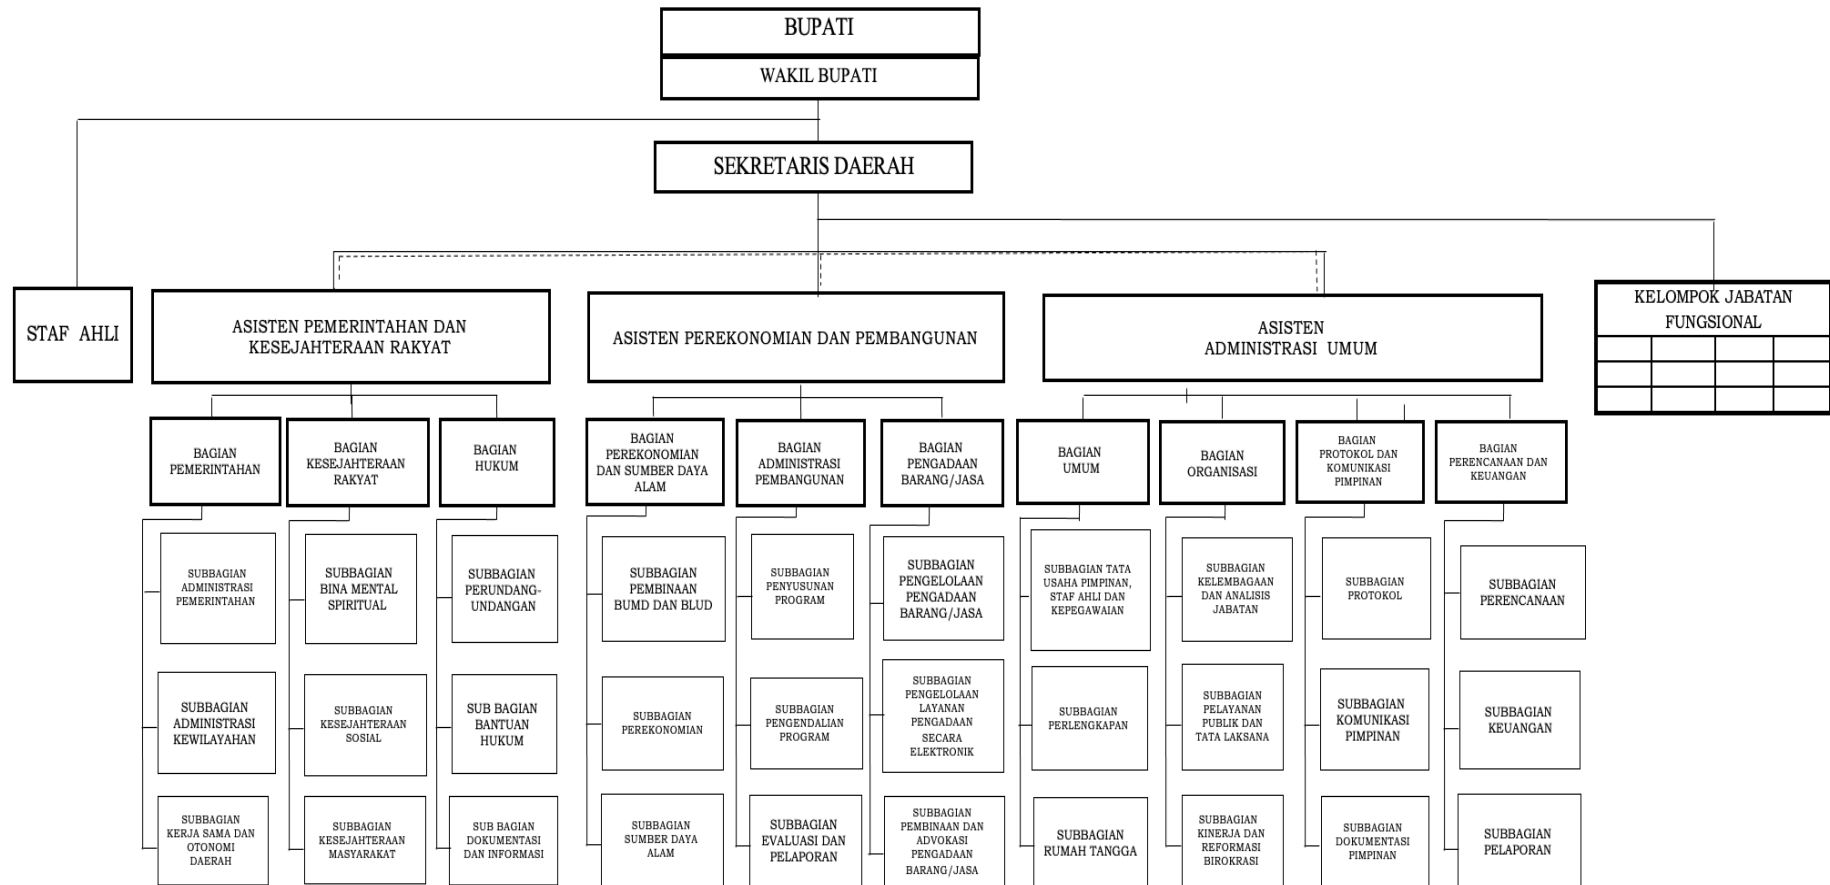 BUPATI
WAKIL BUPATI
SEKRETARIS DAERAH
STAF AHLI
ASISTEN PEMERINTAHAN DAN
KESEJAHTERAAN RAKYAT
ASISTEN PEREKONOMIAN DAN PEMBANGUNAN
ASISTEN
ADMINISTRASI UMUM
KELOMPOK JABATAN
FUNGSIONAL
BAGIAN
PEMERINTAHAN
BAGIAN
KESEJAHTERAAN
RAKYAT
BAGIAN
HUKUM
BAGIAN
PEREKONOMIAN
DAN SUMBER DAYA
ALAM
BAGIAN
ADMINISTRASI
PEMBANGUNAN
BAGIAN
PENGADAAN
BARANG/JASA
BAGIAN
UMUM
BAGIAN
ORGANISASI
BAGIAN
PROTOKOL DAN
KOMUNIKASI
PIMPINAN
BAGIAN
PERENCANAAN DAN
KEUANGAN
SUBBAGIAN
ADMINISTRASI
PEMERINTAHAN
SUBBAGIAN
BINA MENTAL
SPIRITUAL
SUBBAGIAN
PERUNDANG-
UNDANGAN
SUBBAGIAN
PEMBINAAN
BUMD DAN BLUD
SUBBAGIAN
PENYUSUNAN
PROGRAM
SUBBAGIAN
PENGELOLAAN
PENGADAAN
BARANG/JASA
SUBBAGIAN TATA
USAHA PIMPINAN,
STAF AHLI DAN
KEPEGAWAIAN
SUBBAGIAN
KELEMBAGAAN
DAN ANALISIS
JABATAN
SUBBAGIAN
PROTOKOL
SUBBAGIAN
PERENCANAAN
SUBBAGIAN
ADMINISTRASI
KEWILAYAHAN
SUBBAGIAN
KESEJAHTERAAN
SOSIAL
SUB BAGIAN
BANTUAN
HUKUM
SUBBAGIAN
PEREKONOMIAN
SUBBAGIAN
PENGENDALIAN
PROGRAM
SUBBAGIAN
PENGELOLAAN
LAYANAN
PENGADAAN
SECARA
ELEKTRONIK
SUBBAGIAN
PERLENGKAPAN
SUBBAGIAN
PELAYANAN
PUBLIK DAN
TATA LAKSANA
SUBBAGIAN
KOMUNIKASI
PIMPINAN
SUBBAGIAN
KEUANGAN
SUBBAGIAN
KERJA SAMA DAN
OTONOMI
DAERAH
SUBBAGIAN
KESEJAHTERAAN
MASYARAKAT
SUB BAGIAN
DOKUMENTASI
DAN INFORMASI
SUBBAGIAN
SUMBER DAYA
ALAM
SUBBAGIAN
EVALUASI DAN
PELAPORAN
SUBBAGIAN
PEMBINAAN DAN
ADVOKASI
PENGADAAN
BARANG/JASA
SUBBAGIAN
RUMAH TANGGA
SUBBAGIAN
KINERJA DAN
REFORMASI
BIROKRASI
SUBBAGIAN
DOKUMENTASI
PIMPINAN
SUBBAGIAN
PELAPORAN